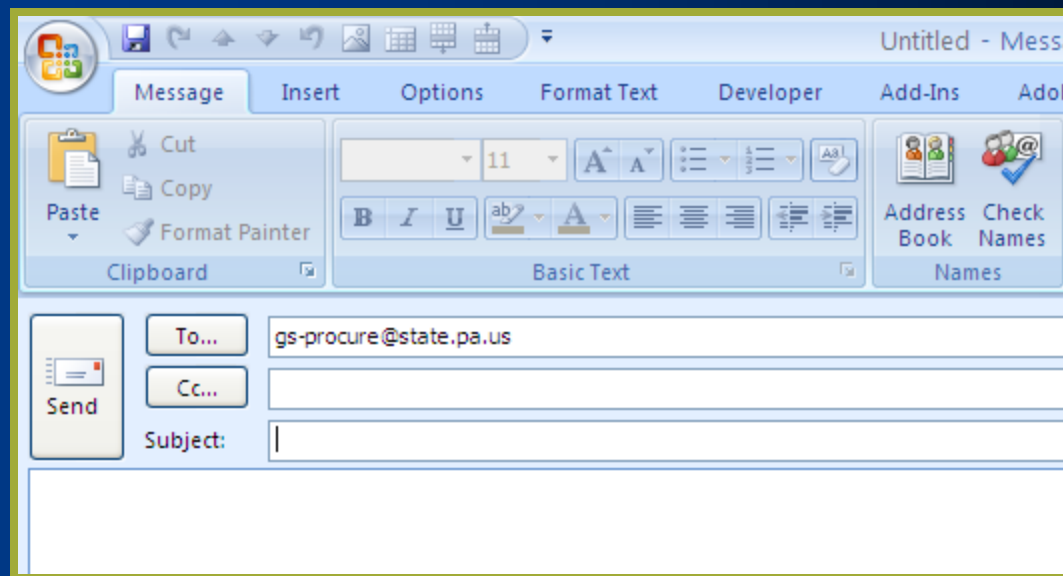 Untitled - Mess
Message Insert Options Format Text Developer Add-Ins Adol
Paste
Cut
Copy
Format Painter
Clipboard
11
A A
B I U ab A
Basic Text
Address Book
Check Names
Names
Send
To... gs-procure@state.pa.us
Cc...
Subject: